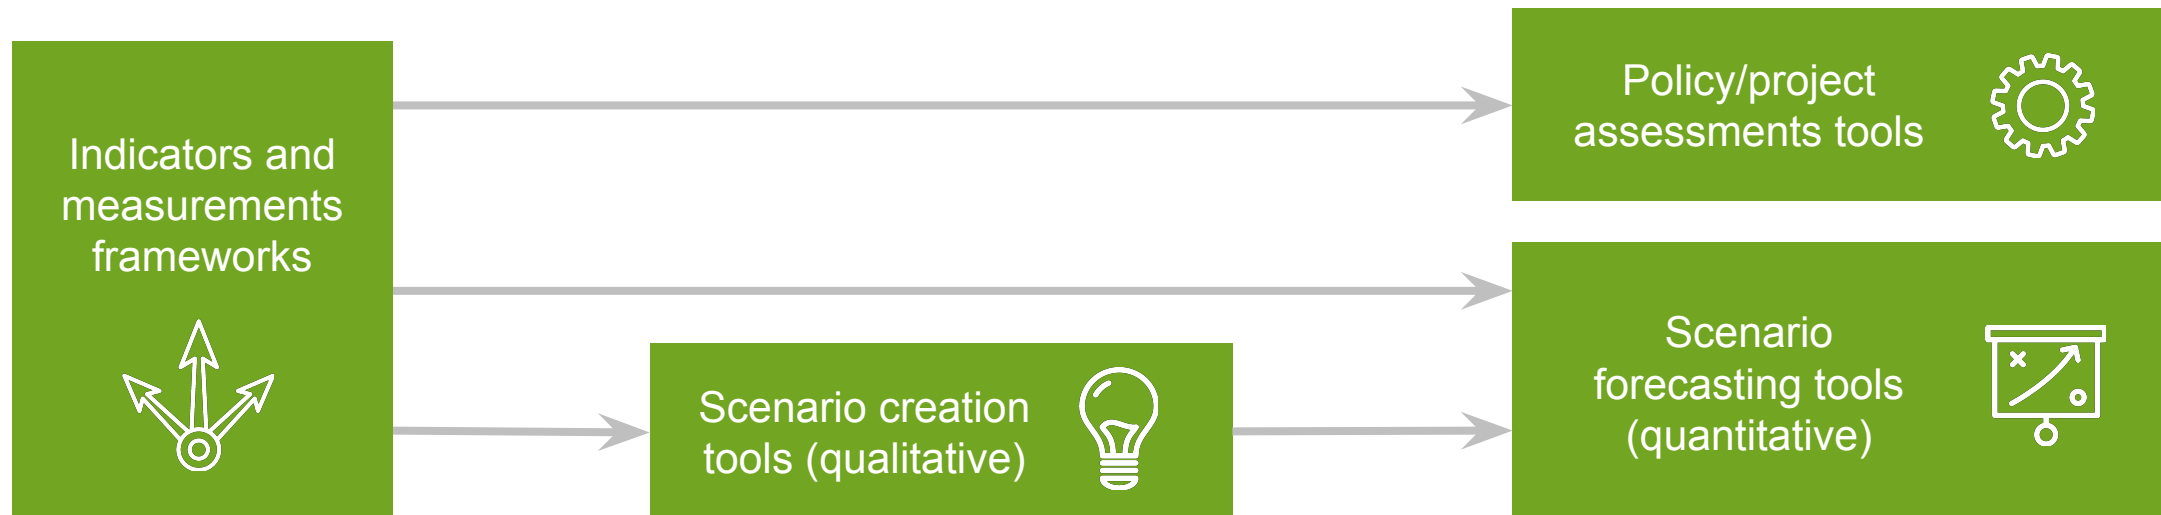 Indicators and
measurements
frameworks
Policy/project
assessments tools
Scenario creation
tools (qualitative)
Scenario
forecasting tools
(quantitative)